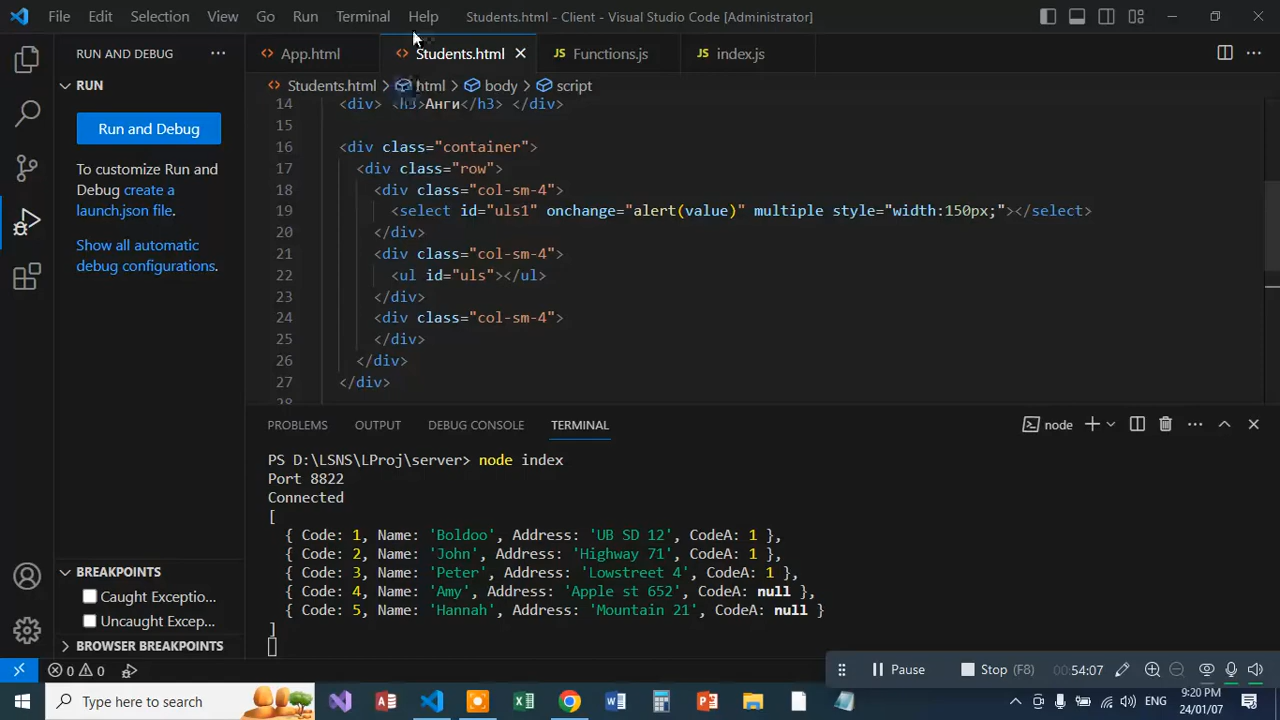 File Edit Selection View Go Run Terminal Help Students.html - Client - Visual Studio Code [Administrator]
RUN AND DEBUG ···
App.html Students.html Functions.js index.js
RUN
Students.html > html > body > script
Run and Debug
To customize Run and
Debug create a
launch.json file.
Show all automatic
debug configurations.
14 <div> <h3>Анги</h3> </div>
15
16 <div class="container">
17 <div class="row">
18 <div class="col-sm-4">
19 <select id="uls1" onchange="alert(value)" multiple style="width:150px;"></select>
20 </div>
21 <div class="col-sm-4">
22 <ul id="uls"></ul>
23 </div>
24 <div class="col-sm-4">
25 </div>
26 </div>
27 </div>
28
PROBLEMS OUTPUT DEBUG CONSOLE TERMINAL node
PS D:\LSNS\LProj\server> node index
Port 8822
Connected
[
{ Code: 1, Name: 'Boldoo', Address: 'UB SD 12', CodeA: 1 },
{ Code: 2, Name: 'John', Address: 'Highway 71', CodeA: 1 },
{ Code: 3, Name: 'Peter', Address: 'Lowstreet 4', CodeA: 1 },
{ Code: 4, Name: 'Amy', Address: 'Apple st 652', CodeA: null },
{ Code: 5, Name: 'Hannah', Address: 'Mountain 21', CodeA: null }
]
BREAKPOINTS
Caught Exceptio...
Uncaught Excep...
BROWSER BREAKPOINTS
0 0
Pause Stop (F8) 00:54:07
Type here to search
ENG
9:20 PM
24/01/07